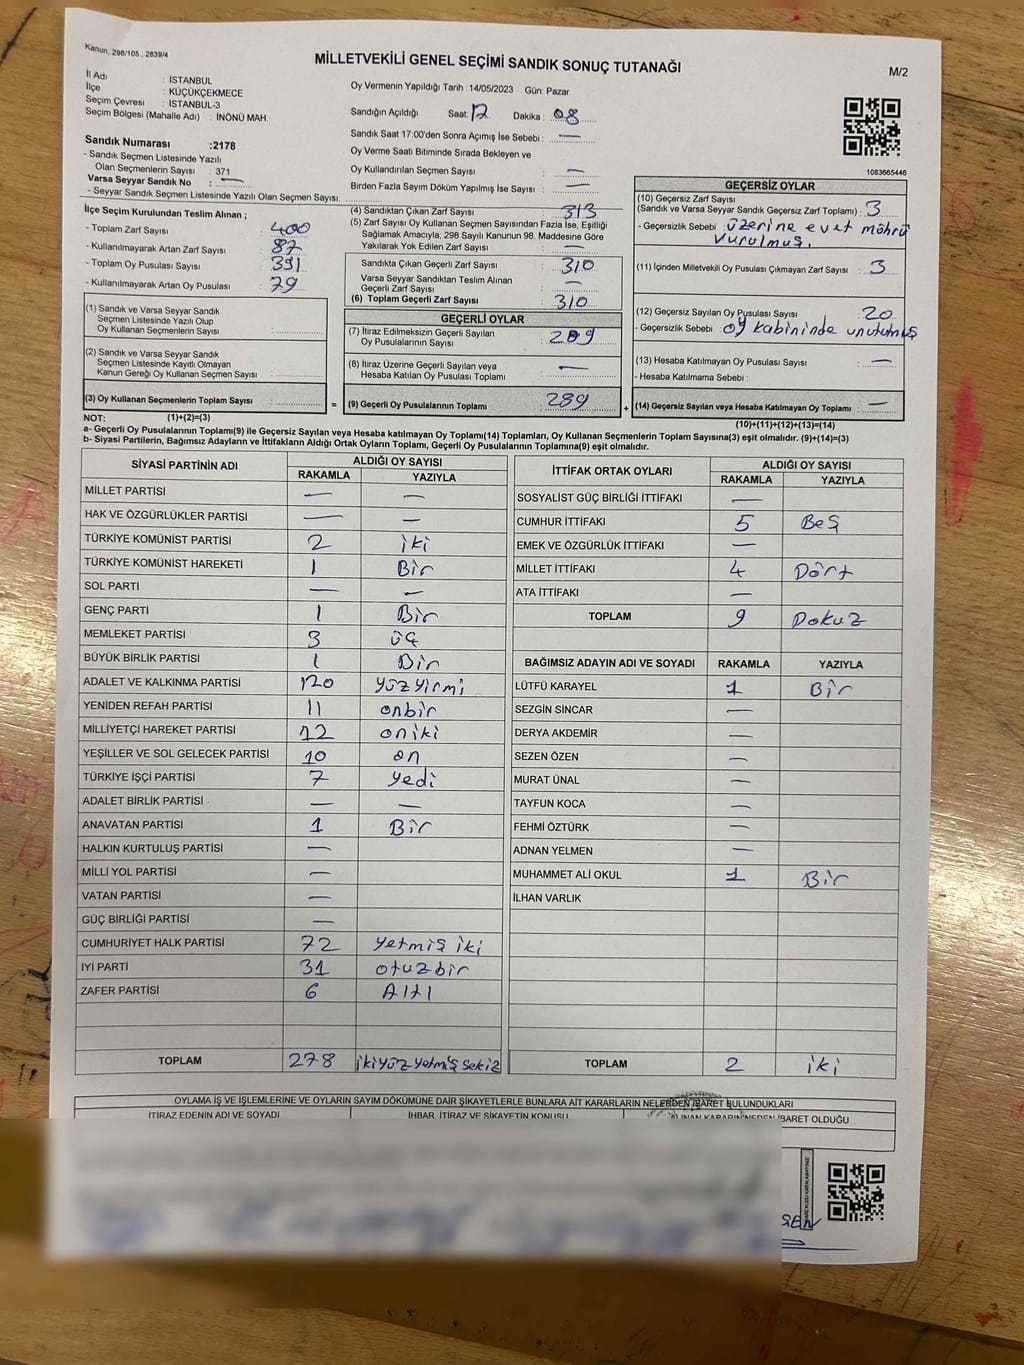 Kanun, 298/105 , 2839/4
MİLLETVEKİLİ GENEL SEÇİMİ SANDIK SONUÇ TUTANAĞI
M/2
İl Adı : İSTANBUL
İlçe : KÜÇÜKÇEKMECE
Seçim Çevresi : İSTANBUL-3
Seçim Bölgesi (Mahalle Adı) : İNÖNÜ MAH.
Oy Vermenin Yapıldığı Tarih : 14/05/2023 Gün: Pazar
Sandığın Açıldığı Saat: 17 Dakika : 08
Sandık Saat 17:00'den Sonra Açımış İse Sebebi : —
Oy Verme Saati Bitiminde Sırada Bekleyen ve
Oy Kullandırılan Seçmen Sayısı : —
Birden Fazla Sayım Döküm Yapılmış İse Sayısı : —
1083665446
Sandık Numarası :2178
- Sandık Seçmen Listesinde Yazılı
Olan Seçmenlerin Sayısı : 371
Varsa Seyyar Sandık No : —
- Seyyar Sandık Seçmen Listesinde Yazılı Olan Seçmen Sayısı:
İlçe Seçim Kurulundan Teslim Alınan ;
- Toplam Zarf Sayısı : 400
- Kullanılmayarak Artan Zarf Sayısı : 87
- Toplam Oy Pusulası Sayısı : 391
- Kullanılmayarak Artan Oy Pusulası : 79
(1) Sandık ve Varsa Seyyar Sandık
Seçmen Listesinde Yazılı Olup
Oy Kullanan Seçmenlerin Sayısı :
(2) Sandık ve Varsa Seyyar Sandık
Seçmen Listesinde Kayıtlı Olmayan
Kanun Gereği Oy Kullanan Seçmen Sayısı :
(3) Oy Kullanan Seçmenlerin Toplam Sayısı : =
(4) Sandıktan Çıkan Zarf Sayısı : 313
(5) Zarf Sayısı Oy Kullanan Seçmen Sayısından Fazla İse, Eşitliği
Sağlamak Amacıyla, 298 Sayılı Kanunun 98. Maddesine Göre
Yakılarak Yok Edilen Zarf Sayısı : —
Sandıkta Çıkan Geçerli Zarf Sayısı : 310
Varsa Seyyar Sandıktan Teslim Alınan
Geçerli Zarf Sayısı : —
(6) Toplam Geçerli Zarf Sayısı : 310
GEÇERLİ OYLAR
(7) İtiraz Edilmeksizin Geçerli Sayılan
Oy Pusulalarının Sayısı : 289
(8) İtiraz Üzerine Geçerli Sayılan veya
Hesaba Katılan Oy Pusulası Toplamı : —
(9) Geçerli Oy Pusulalarının Toplamı : 289 +
GEÇERSİZ OYLAR
(10) Geçersiz Zarf Sayısı
(Sandık ve Varsa Seyyar Sandık Geçersiz Zarf Toplamı) : 3
- Geçersizlik Sebebi : üzerine evet möhrü
vurulmuş.
(11) İçinden Milletvekili Oy Pusulası Çıkmayan Zarf Sayısı : 3
(12) Geçersiz Sayılan Oy Pusulası Sayısı : 20
- Geçersizlik Sebebi : oy kabininde unutulmuş
(13) Hesaba Katılmayan Oy Pusulası Sayısı : —
- Hesaba Katılmama Sebebi :
(14) Geçersiz Sayılan veya Hesaba Katılmayan Oy Toplamı : —
(10)+(11)+(12)+(13)=(14)
NOT: (1)+(2)=(3)
a- Geçerli Oy Pusulalarının Toplamı(9) ile Geçersiz Sayılan veya Hesaba katılmayan Oy Toplamı(14) Toplamları, Oy Kullanan Seçmenlerin Toplam Sayısına(3) eşit olmalıdır. (9)+(14)=(3)
b- Siyasi Partilerin, Bağımsız Adayların ve İttifakların Aldığı Ortak Oyların Toplamı, Geçerli Oy Pusulalarının Toplamına(9) eşit olmalıdır.
SİYASİ PARTİNİN ADI ALDIĞI OY SAYISI
RAKAMLA YAZIYLA
MİLLET PARTİSİ — —
HAK VE ÖZGÜRLÜKLER PARTİSİ — —
TÜRKİYE KOMÜNİST PARTİSİ 2 iki
TÜRKİYE KOMÜNİST HAREKETİ 1 Bir
SOL PARTİ — —
GENÇ PARTİ 1 Bir
MEMLEKET PARTİSİ 3 üç
BÜYÜK BİRLİK PARTİSİ 1 Bir
ADALET VE KALKINMA PARTİSİ 120 yüzyirmi
YENİDEN REFAH PARTİSİ 11 onbir
MİLLİYETÇİ HAREKET PARTİSİ 12 oniki
YEŞİLLER VE SOL GELECEK PARTİSİ 10 on
TÜRKİYE İŞÇİ PARTİSİ 7 yedi
ADALET BİRLİK PARTİSİ — —
ANAVATAN PARTİSİ 1 Bir
HALKIN KURTULUŞ PARTİSİ —
MİLLİ YOL PARTİSİ —
VATAN PARTİSİ —
GÜÇ BİRLİĞİ PARTİSİ —
CUMHURİYET HALK PARTİSİ 72 yetmiş iki
İYİ PARTİ 31 otuzbir
ZAFER PARTİSİ 6 Altı
TOPLAM 278 ikiyüzyetmiş sekiz
İTTİFAK ORTAK OYLARI ALDIĞI OY SAYISI
RAKAMLA YAZIYLA
SOSYALİST GÜÇ BİRLİĞİ İTTİFAKI —
CUMHUR İTTİFAKI 5 Beş
EMEK VE ÖZGÜRLÜK İTTİFAKI —
MİLLET İTTİFAKI 4 Dört
ATA İTTİFAKI —
TOPLAM 9 Dokuz
BAĞIMSIZ ADAYIN ADI VE SOYADI RAKAMLA YAZIYLA
LÜTFÜ KARAYEL 1 Bir
SEZGİN SİNCAR —
DERYA AKDEMİR —
SEZEN ÖZEN —
MURAT ÜNAL —
TAYFUN KOCA —
FEHMİ ÖZTÜRK —
ADNAN YELMEN —
MUHAMMET ALİ OKUL 1 Bir
İLHAN VARLIK
TOPLAM 2 iki
OYLAMA İŞ VE İŞLEMLERİNE VE OYLARIN SAYIM DÖKÜMÜNE DAİR ŞİKAYETLERLE BUNLARA AİT KARARLARIN NELERDEN İBARET BULUNDUKLARI
İTİRAZ EDENİN ADI VE SOYADI İHBAR, İTİRAZ VE ŞİKAYETİN KONUSU ALINAN KARARIN NEDEN İBARET OLDUĞU
ŞEN